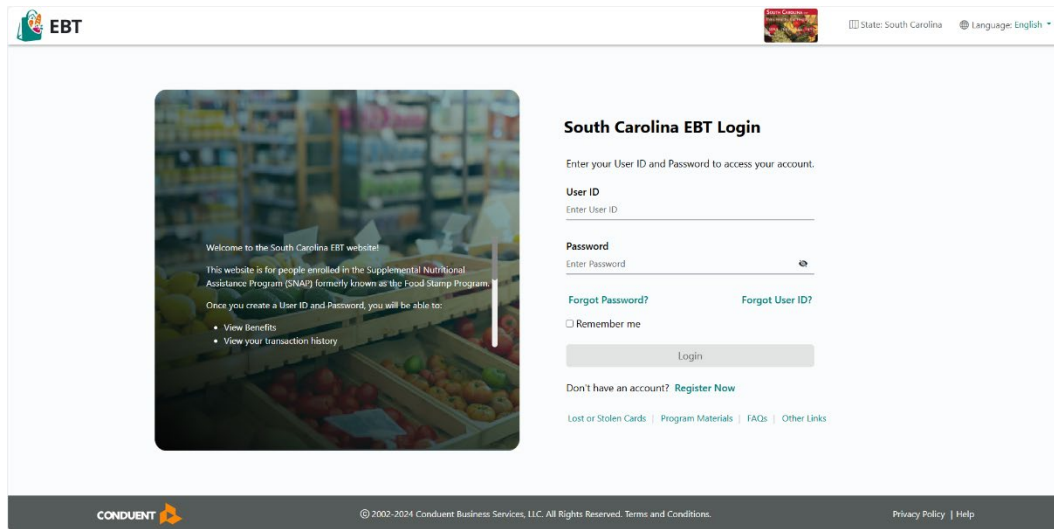 EBT
SOUTH CAROLINA
State: South Carolina
Language: English
Welcome to the South Carolina EBT website!
This website is for people enrolled in the Supplemental Nutritional
Assistance Program (SNAP) formerly known as the Food Stamp Program.
Once you create a User ID and Password, you will be able to:
• View Benefits
• View your transaction history
South Carolina EBT Login
Enter your User ID and Password to access your account.
User ID
Enter User ID
Password
Enter Password
Forgot Password? Forgot User ID?
Remember me
Login
Don't have an account? Register Now
Lost or Stolen Cards | Program Materials | FAQs | Other Links
CONDUENT
© 2002-2024 Conduent Business Services, LLC. All Rights Reserved. Terms and Conditions.
Privacy Policy | Help